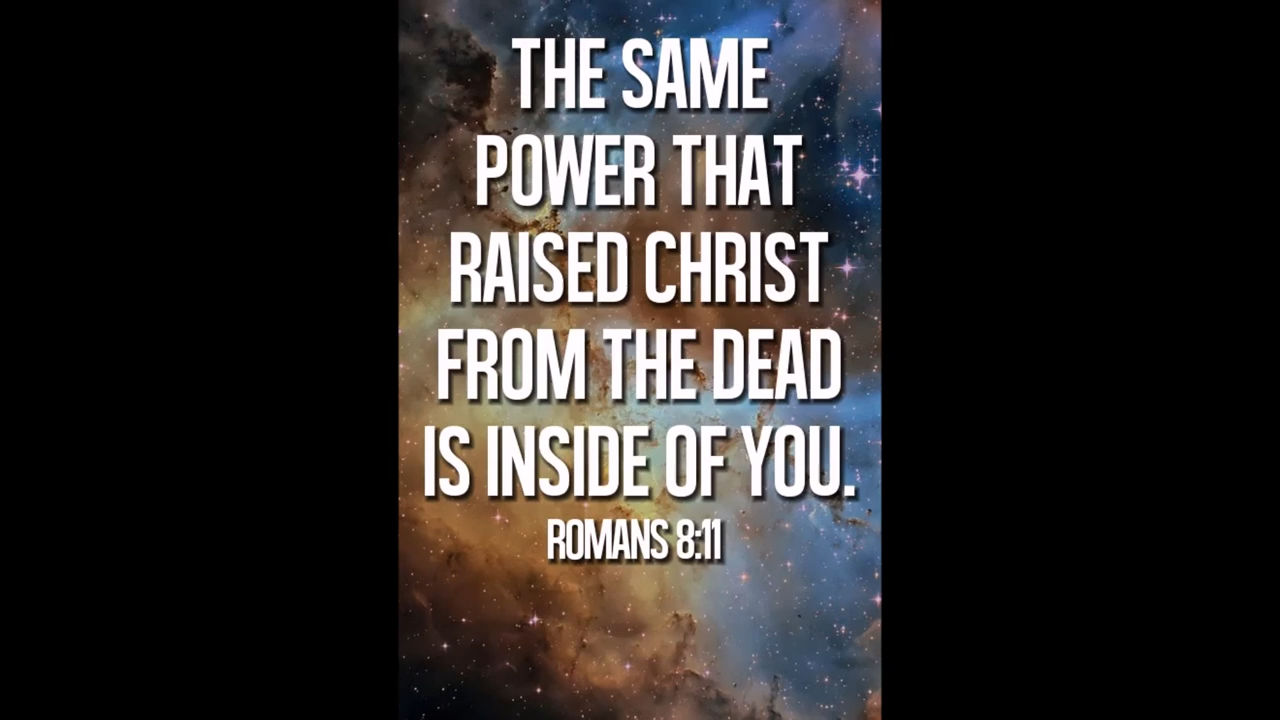 THE SAME
POWER THAT
RAISED CHRIST
FROM THE DEAD
IS INSIDE OF YOU.
ROMANS 8:11